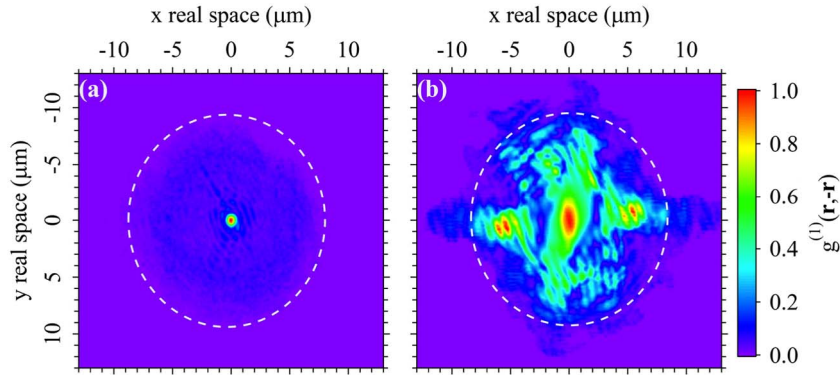 x real space (μm) x real space (μm)
-10 -5 0 5 10 -10 -5 0 5 10
(a) (b)
y real space (μm)
-10
-5
0
5
10
1.0
0.8
0.6
0.4
0.2
0.0
g(1)(r,-r)